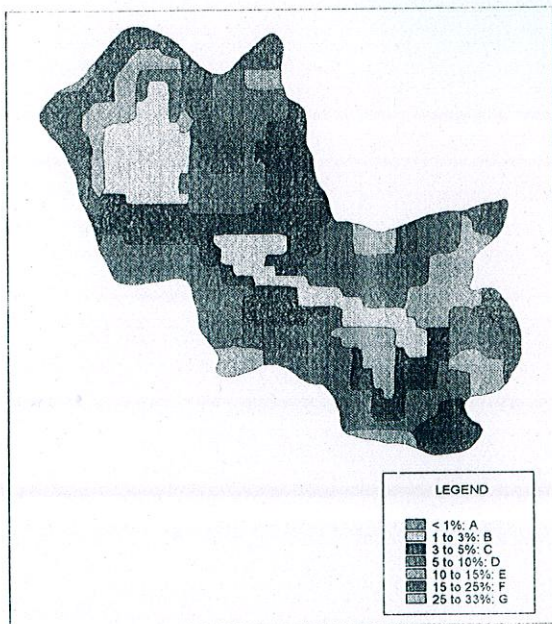 LEGEND
< 1%: A
1 to 3%: B
3 to 5%: C
5 to 10%: D
10 to 15%: E
15 to 25%: F
25 to 33%: G